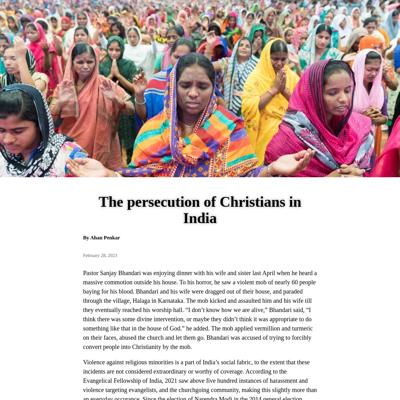 The persecution of Christians in
India
By Ahan Penkar
February 28, 2023
Pastor Sanjay Bhandari was enjoying dinner with his wife and sister last April when he heard a
massive commotion outside his house. To his horror, he saw a violent mob of nearly 60 people
baying for his blood. Bhandari and his wife were dragged out of their house, and paraded
through the village, Halaga in Karnataka. The mob kicked and assaulted him and his wife till
they eventually reached his worship hall. “I don’t know how we are alive,” Bhandari said, “I
think there was some divine intervention, or maybe they didn’t think it was appropriate to do
something like that in the house of God.” he added. The mob applied vermillion and turmeric
on their faces, abused the church and let them go. Bhandari was accused of trying to forcibly
convert people into Christianity by the mob.
Violence against religious minorities is a part of India’s social fabric, to the extent that these
incidents are not considered extraordinary or worthy of coverage. According to the
Evangelical Fellowship of India, 2021 saw above five hundred instances of harassment and
violence targeting evangelists, and the churchgoing community, making this slightly more than
an everyday occurance. Since the election of Narendra Modi in the 2014 general election,